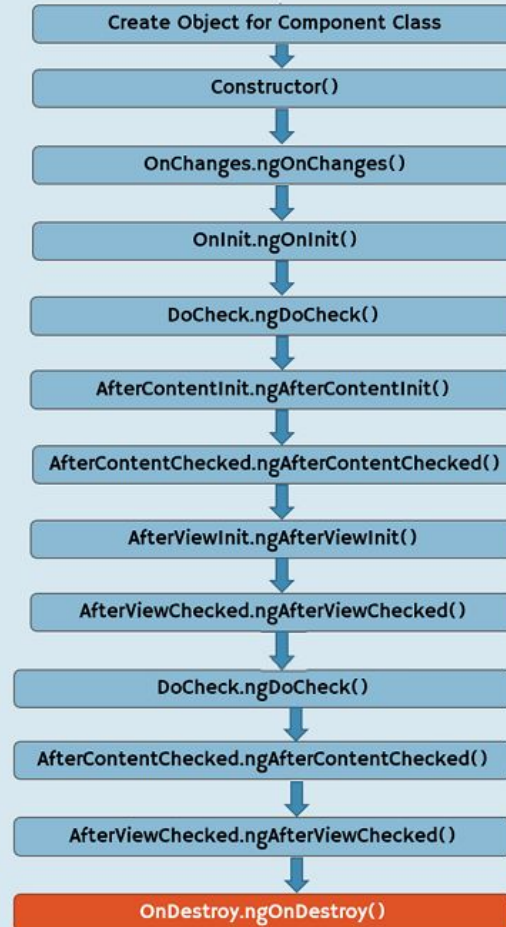 Create Object for Component Class
Constructor()
OnChanges.ngOnChanges()
OnInit.ngOnInit()
DoCheck.ngDoCheck()
AfterContentInit.ngAfterContentInit()
AfterContentChecked.ngAfterContentChecked()
AfterViewInit.ngAfterViewInit()
AfterViewChecked.ngAfterViewChecked()
DoCheck.ngDoCheck()
AfterContentChecked.ngAfterContentChecked()
AfterViewChecked.ngAfterViewChecked()
OnDestroy.ngOnDestroy()